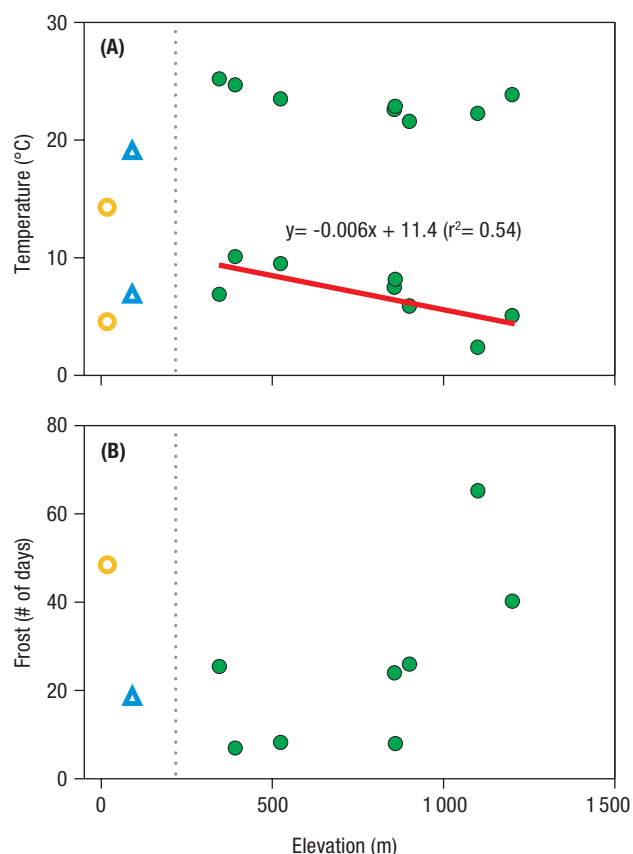 (A)
30
20
10
0
Temperature (°C)
y= -0.006x + 11.4 (r²= 0.54)
(B)
80
60
40
20
0
Frost (# of days)
0 500 1 000 1 500
Elevation (m)